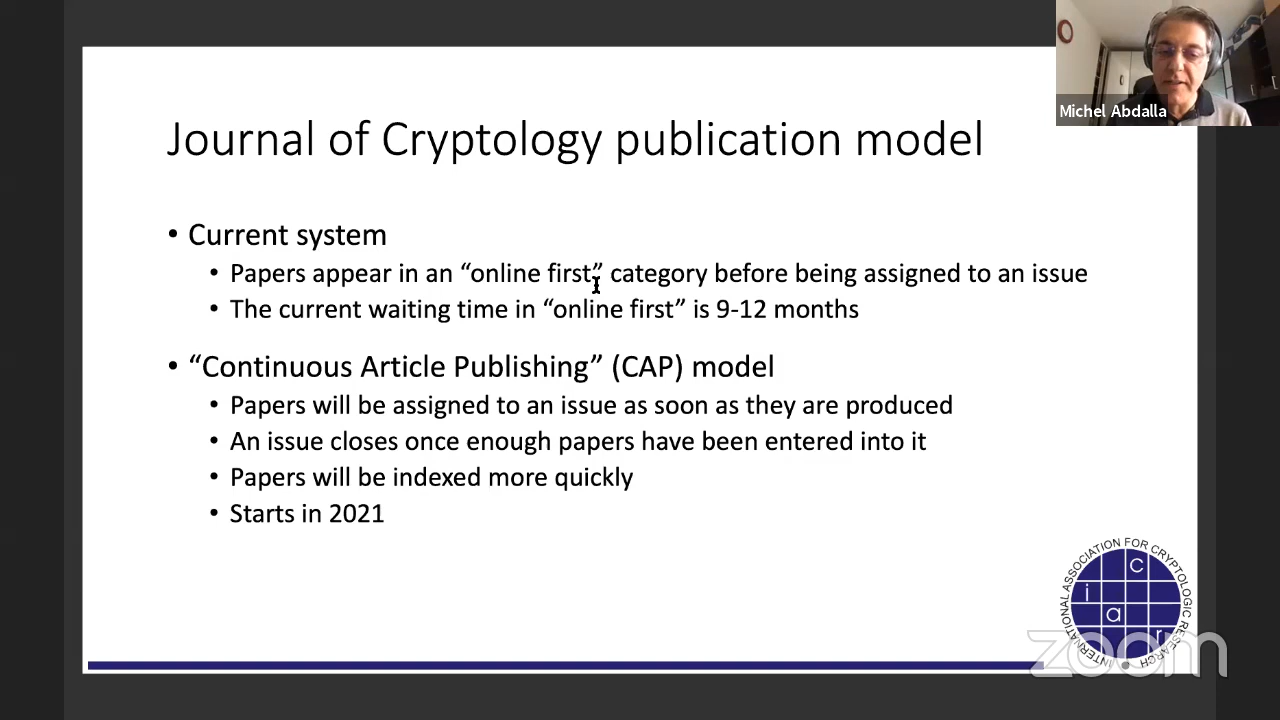 Michel Abdalla
Journal of Cryptology publication model
• Current system
• Papers appear in an “online first” category before being assigned to an issue
• The current waiting time in “online first” is 9-12 months
• “Continuous Article Publishing” (CAP) model
• Papers will be assigned to an issue as soon as they are produced
• An issue closes once enough papers have been entered into it
• Papers will be indexed more quickly
• Starts in 2021
INTERNATIONAL ASSOCIATION FOR CRYPTOLOGIC RESEARCH
i a c r
zoom